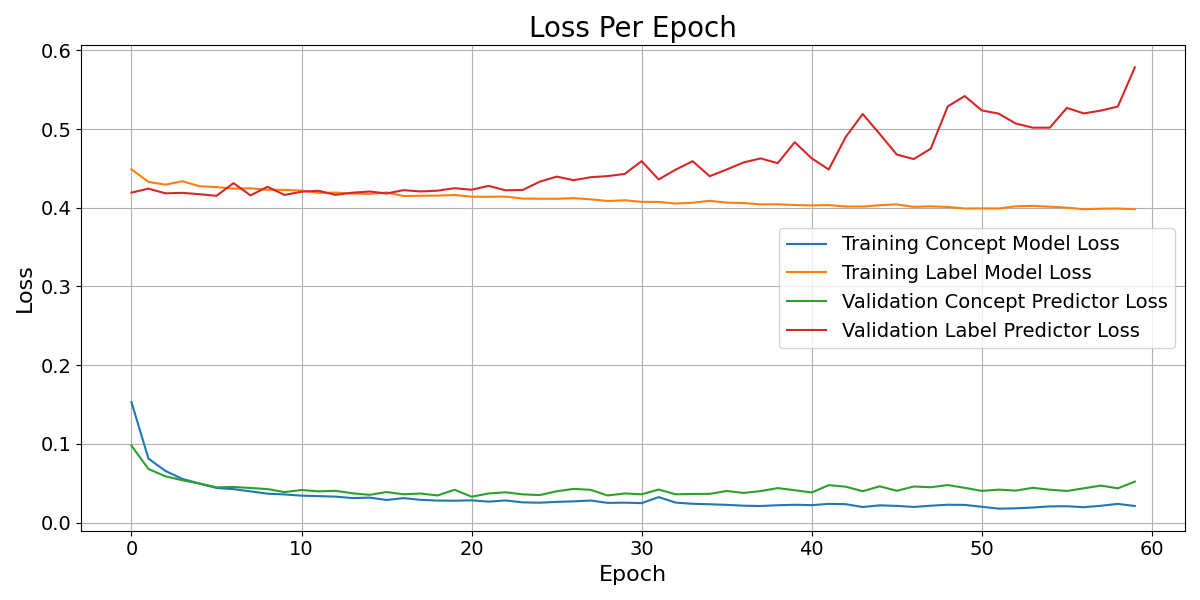 Loss Per Epoch
0.6
0.5
0.4
0.3
0.2
0.1
0.0
Loss
Training Concept Model Loss
Training Label Model Loss
Validation Concept Predictor Loss
Validation Label Predictor Loss
0 10 20 30 40 50 60
Epoch